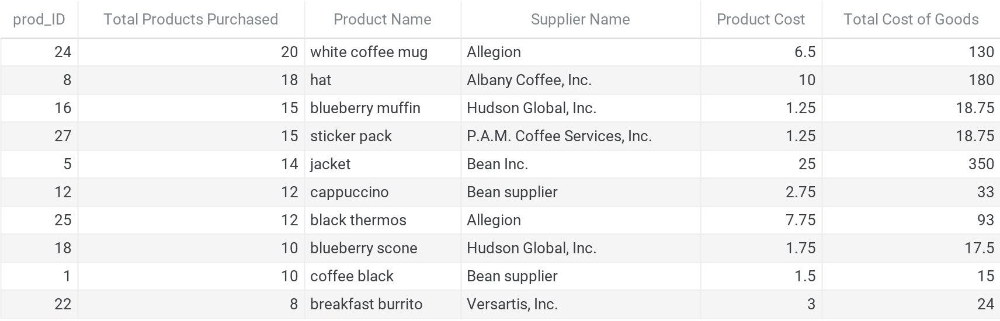 prod_ID Total Products Purchased Product Name Supplier Name Product Cost Total Cost of Goods
24 20 white coffee mug Allegion 6.5 130
8 18 hat Albany Coffee, Inc. 10 180
16 15 blueberry muffin Hudson Global, Inc. 1.25 18.75
27 15 sticker pack P.A.M. Coffee Services, Inc. 1.25 18.75
5 14 jacket Bean Inc. 25 350
12 12 cappuccino Bean supplier 2.75 33
25 12 black thermos Allegion 7.75 93
18 10 blueberry scone Hudson Global, Inc. 1.75 17.5
1 10 coffee black Bean supplier 1.5 15
22 8 breakfast burrito Versartis, Inc. 3 24